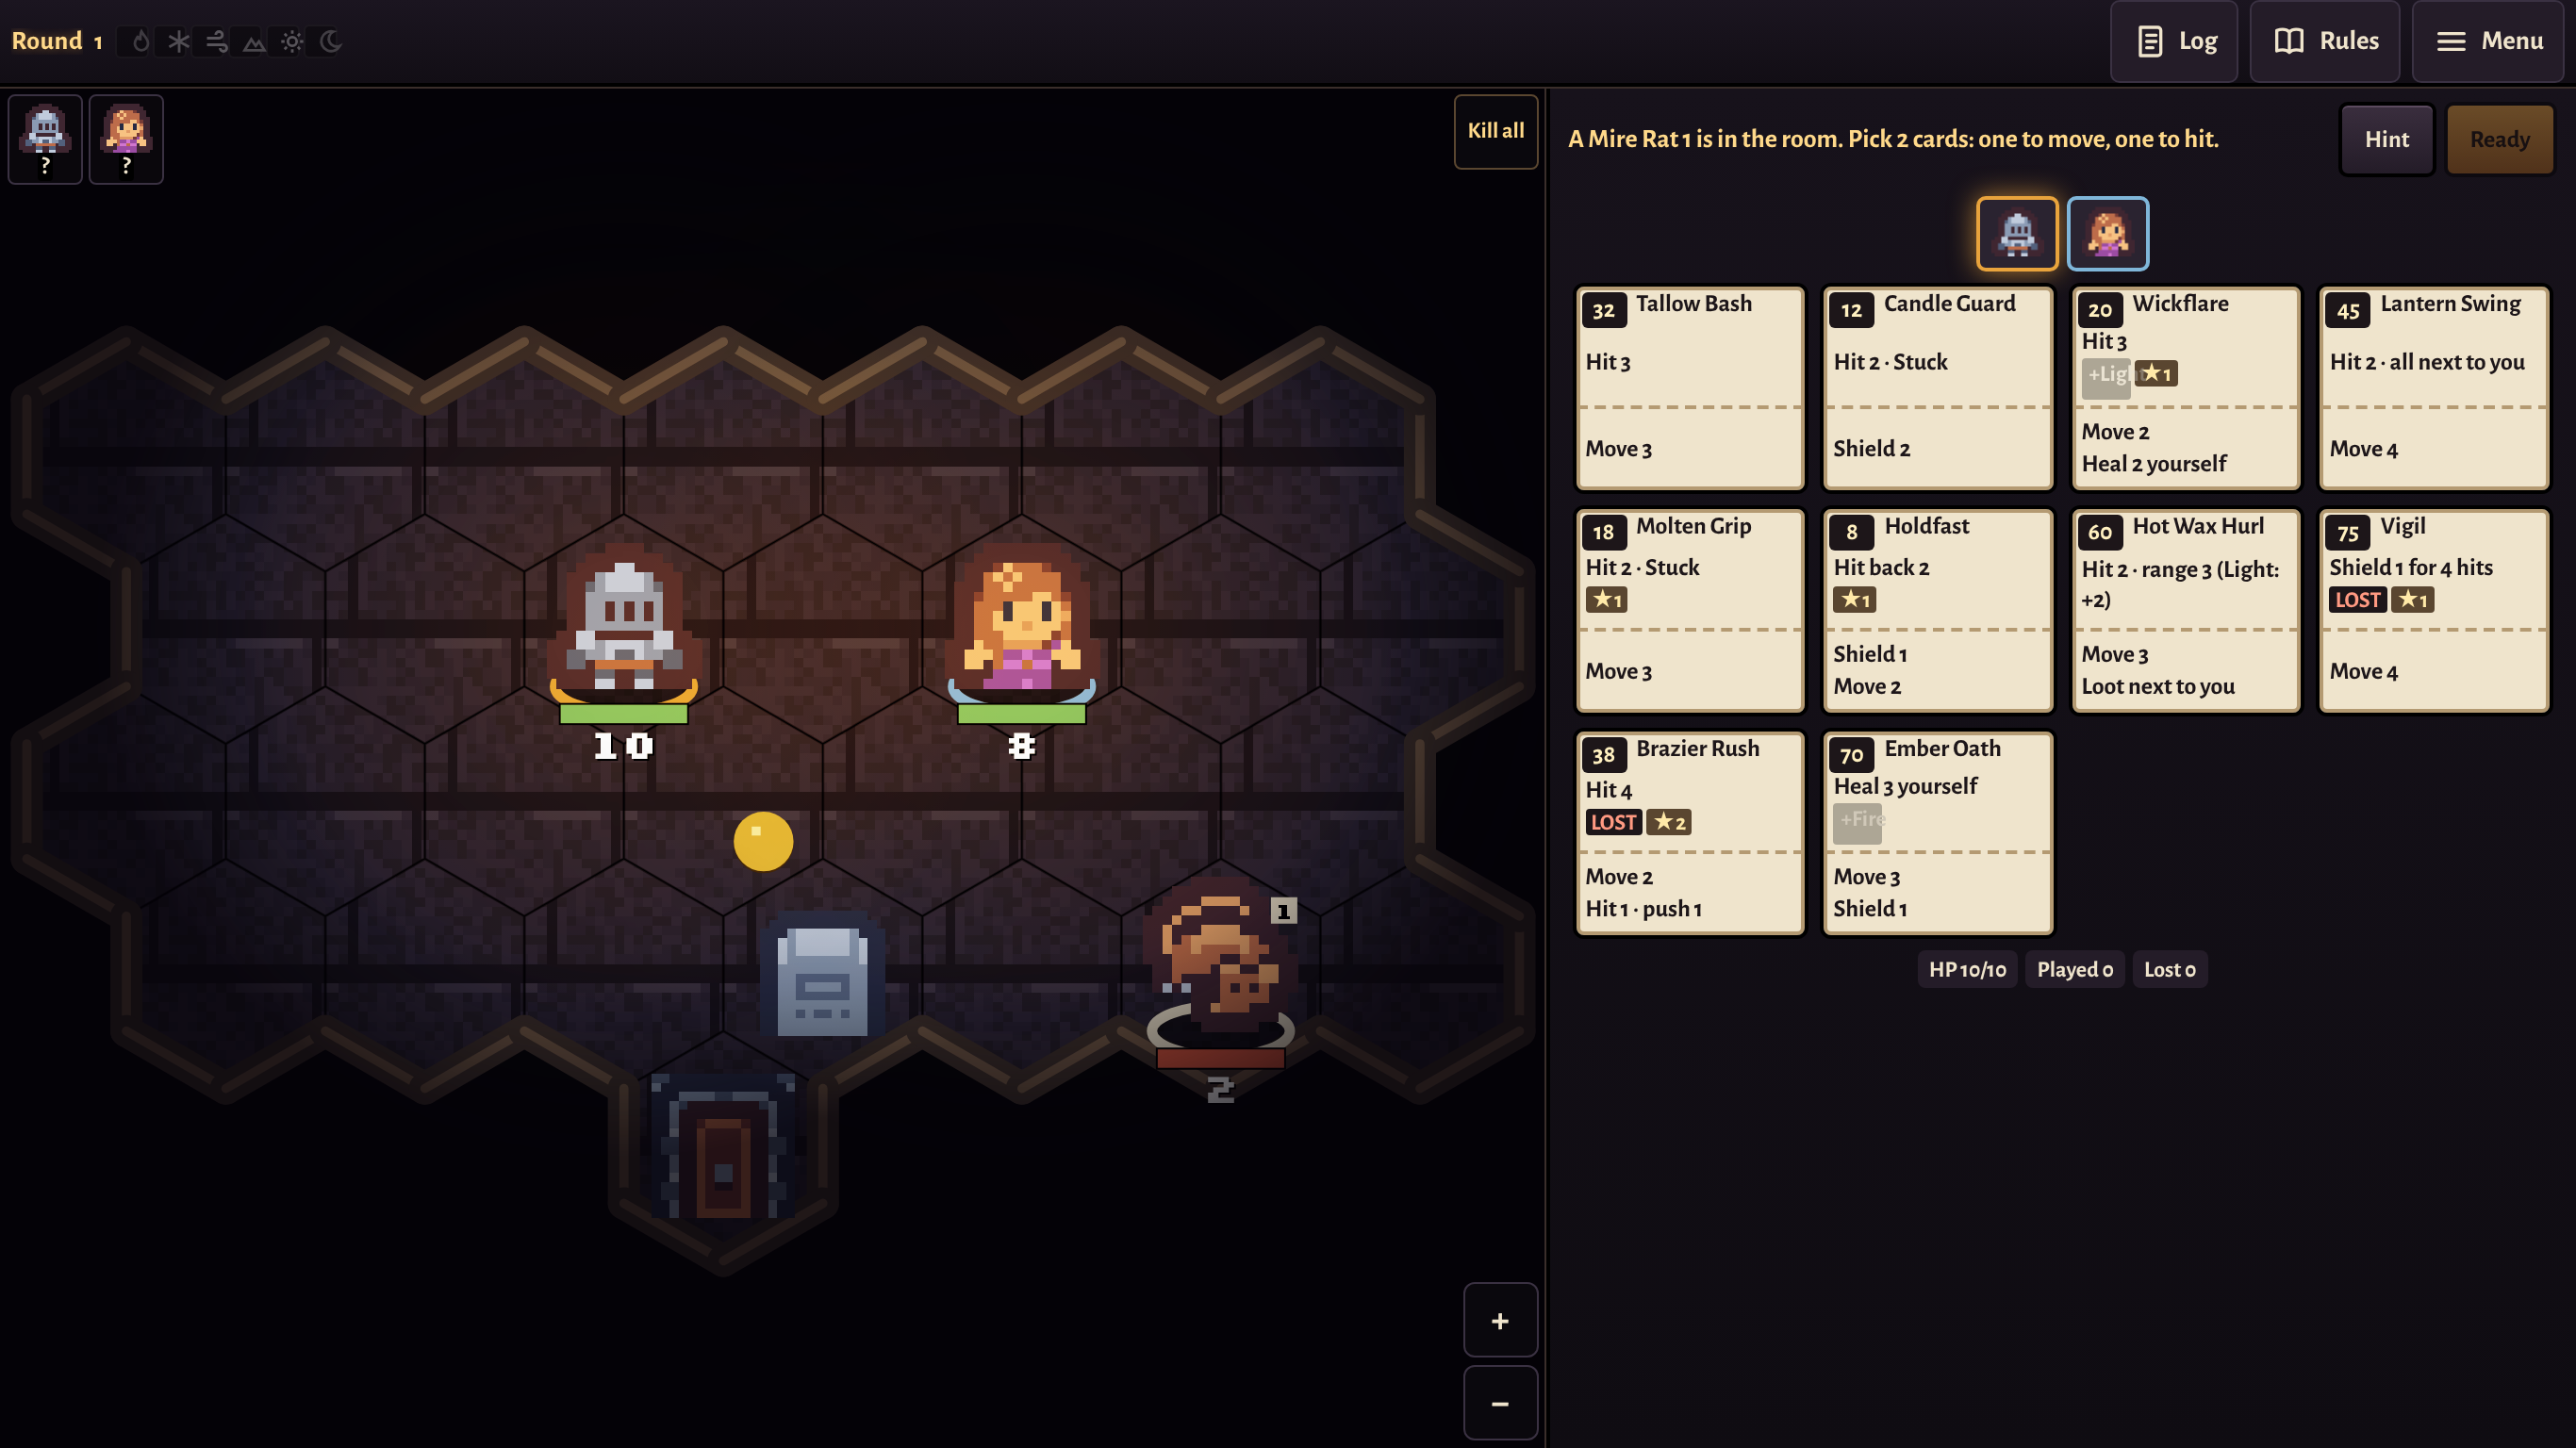 Round 1
Log
Rules
Menu
?
?
Kill all
A Mire Rat 1 is in the room. Pick 2 cards: one to move, one to hit.
Hint
Ready
32 Tallow Bash
Hit 3
Move 3
12 Candle Guard
Hit 2 · Stuck
Shield 2
20 Wickflare
Hit 3
+Light ★1
Move 2
Heal 2 yourself
45 Lantern Swing
Hit 2 · all next to you
Move 4
18 Molten Grip
Hit 2 · Stuck
★1
Move 3
8 Holdfast
Hit back 2
★1
Shield 1
Move 2
60 Hot Wax Hurl
Hit 2 · range 3 (Light:
+2)
Move 3
Loot next to you
75 Vigil
Shield 1 for 4 hits
LOST ★1
Move 4
38 Brazier Rush
Hit 4
LOST ★2
Move 2
Hit 1 · push 1
70 Ember Oath
Heal 3 yourself
+Fire
Move 3
Shield 1
HP 10/10
Played 0
Lost 0
10
8
1
2
+
−